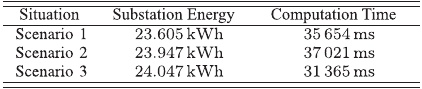 Situation Substation Energy Computation Time
Scenario 1 23.605 kWh 35 654 ms
Scenario 2 23.947 kWh 37 021 ms
Scenario 3 24.047 kWh 31 365 ms